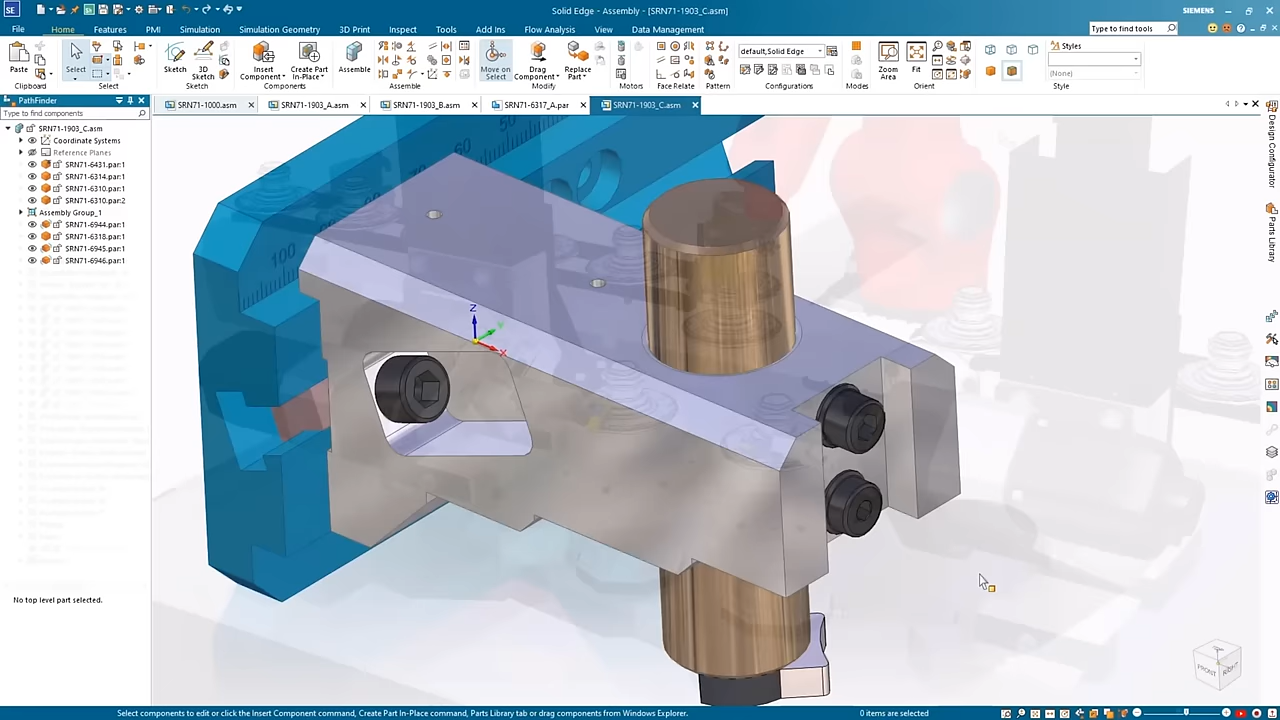 SE
Solid Edge - Assembly - [SRN71-1903_C.asm]
SIEMENS
File Home Features PMI Simulation Simulation Geometry 3D Print Inspect Tools Add Ins Flow Analysis View Data Management
Type to find tools
Paste
Clipboard
Select
Select
Sketch
3D Sketch
Sketch
Insert Component
Create Part In-Place
Components
Assemble
Assemble
Move on Select
Drag Component
Replace Part
Modify
Motors
Face Relate
Pattern
default,Solid Edge
Configurations
Modes
Zoom Area
Fit
Orient
Styles
(None)
Style
PathFinder
Type to find components
SRN71-1000.asm
SRN71-1903_A.asm
SRN71-1903_B.asm
SRN71-6317_A.par
SRN71-1903_C.asm
SRN71-1903_C.asm
Coordinate Systems
Reference Planes
SRN71-6431.par:1
SRN71-6314.par:1
SRN71-6310.par:1
SRN71-6310.par:2
Assembly Group_1
SRN71-6944.par:1
SRN71-6318.par:1
SRN71-6945.par:1
SRN71-6946.par:1
No top level part selected.
50
60
100
Z
Y
X
FRONT
RIGHT
Design Configurator
Parts Library
Select components to edit or click the Insert Component command, Create Part In-Place command, Parts Library tab or drag components from Windows Explorer.
0 items are selected